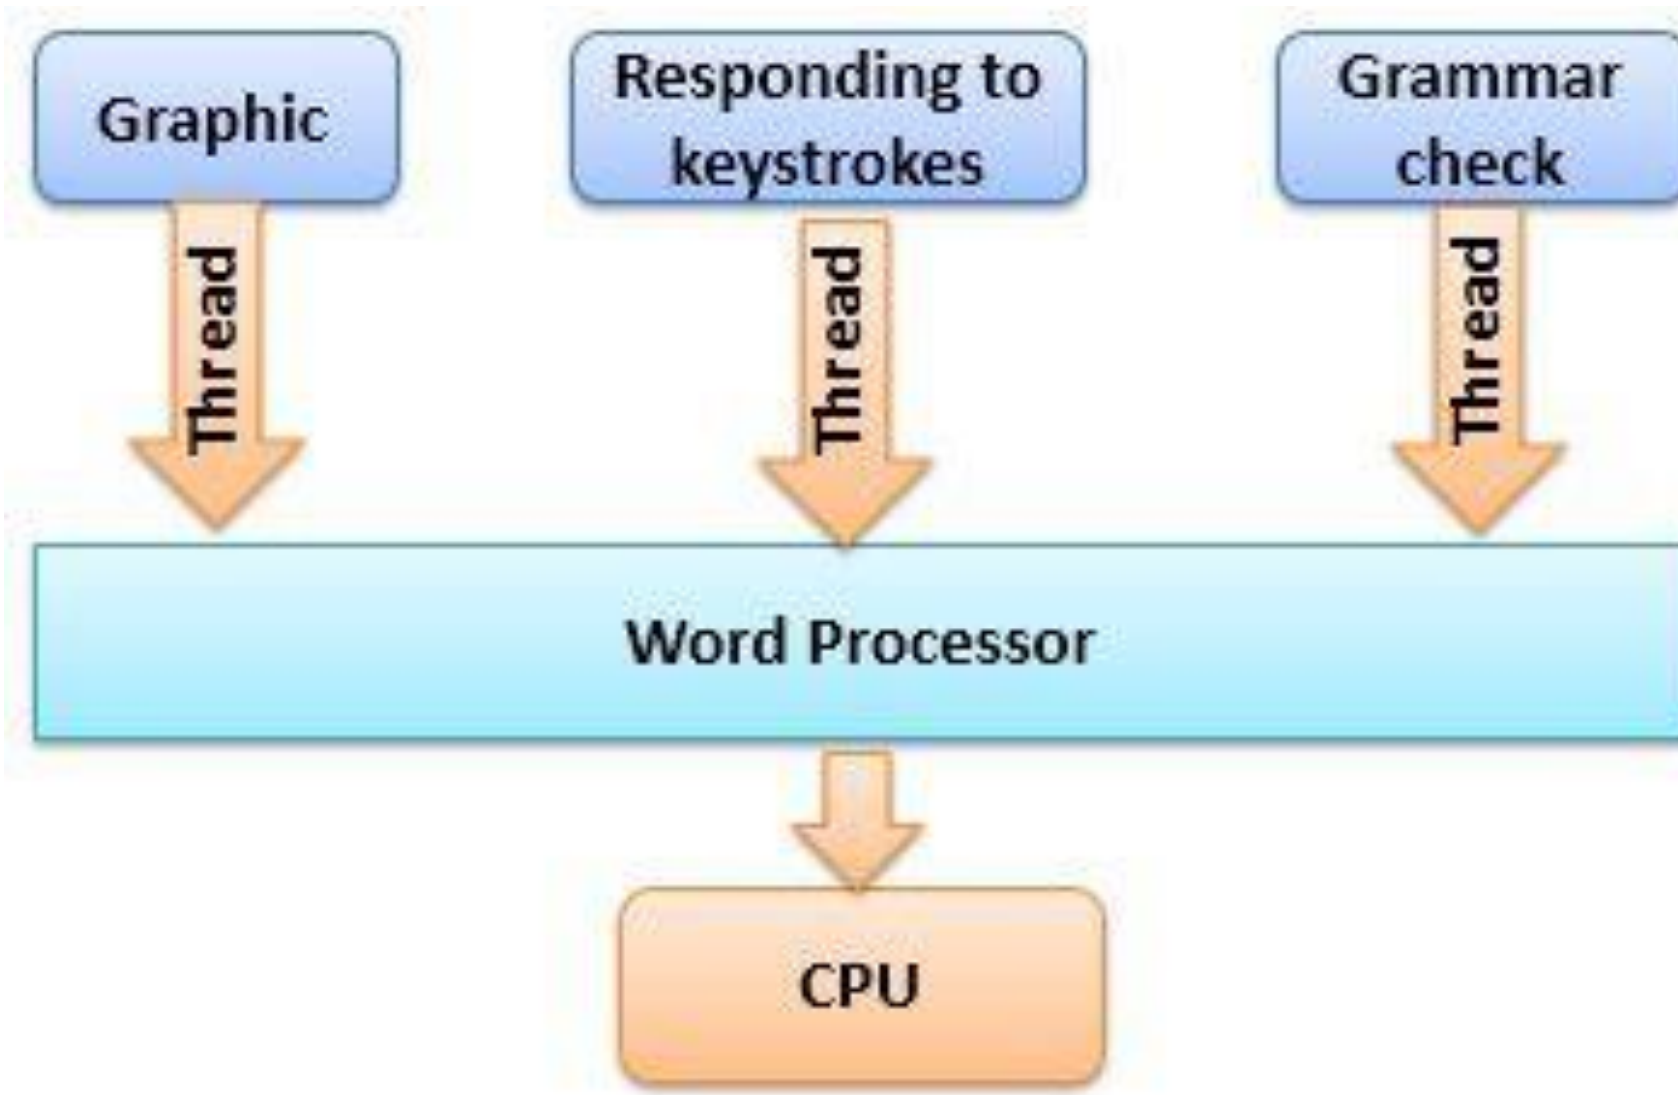 Graphic
Responding to
keystrokes
Grammar
check
Thread
Thread
Thread
Word Processor
CPU